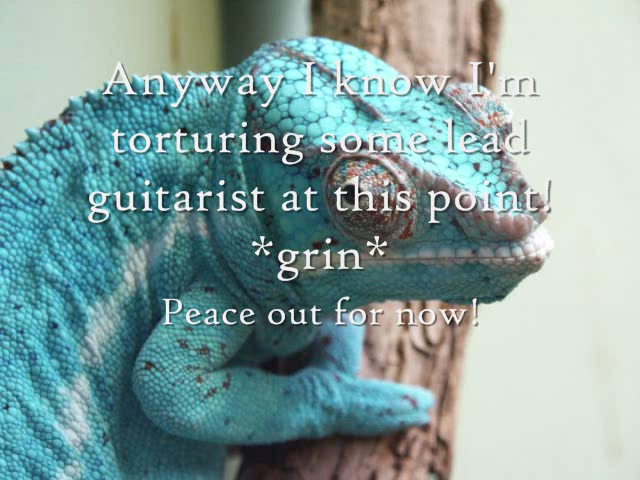 Anyway I know I'm
torturing some lead
guitarist at this point!
*grin*
Peace out for now!